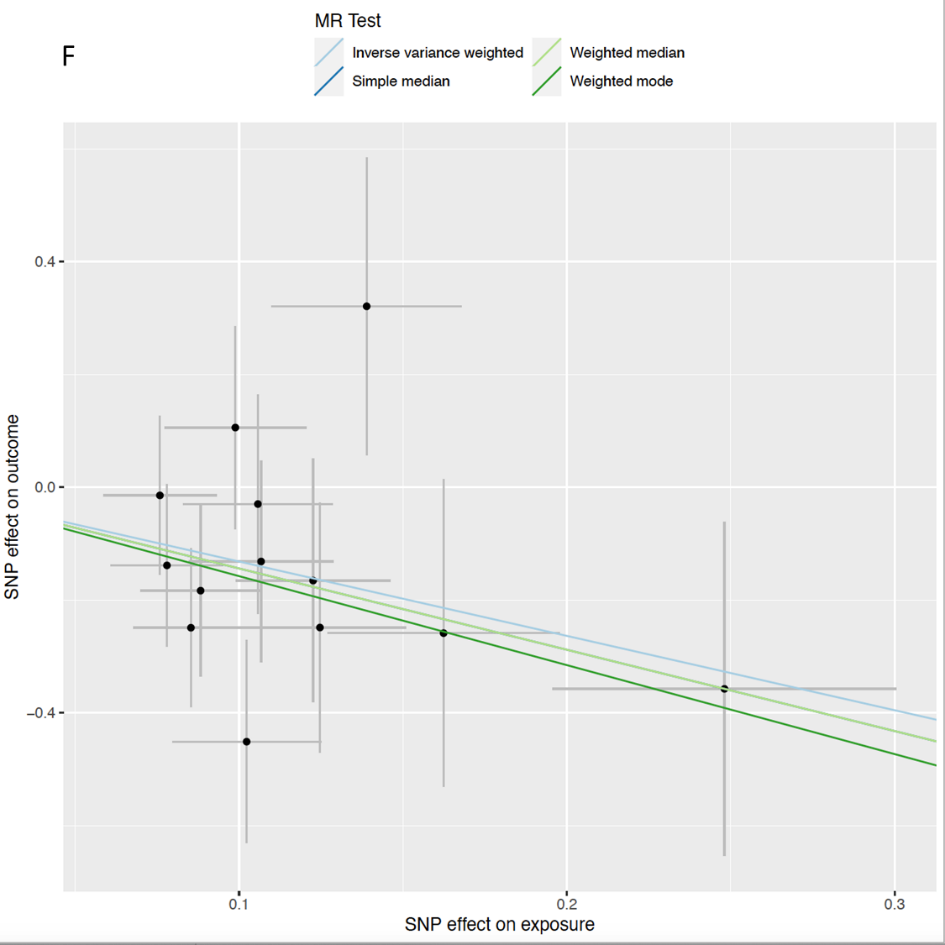 MR Test
F
Inverse variance weighted
Weighted median
Simple median
Weighted mode
SNP effect on outcome
0.4
0.0
−0.4
0.1
0.2
0.3
SNP effect on exposure